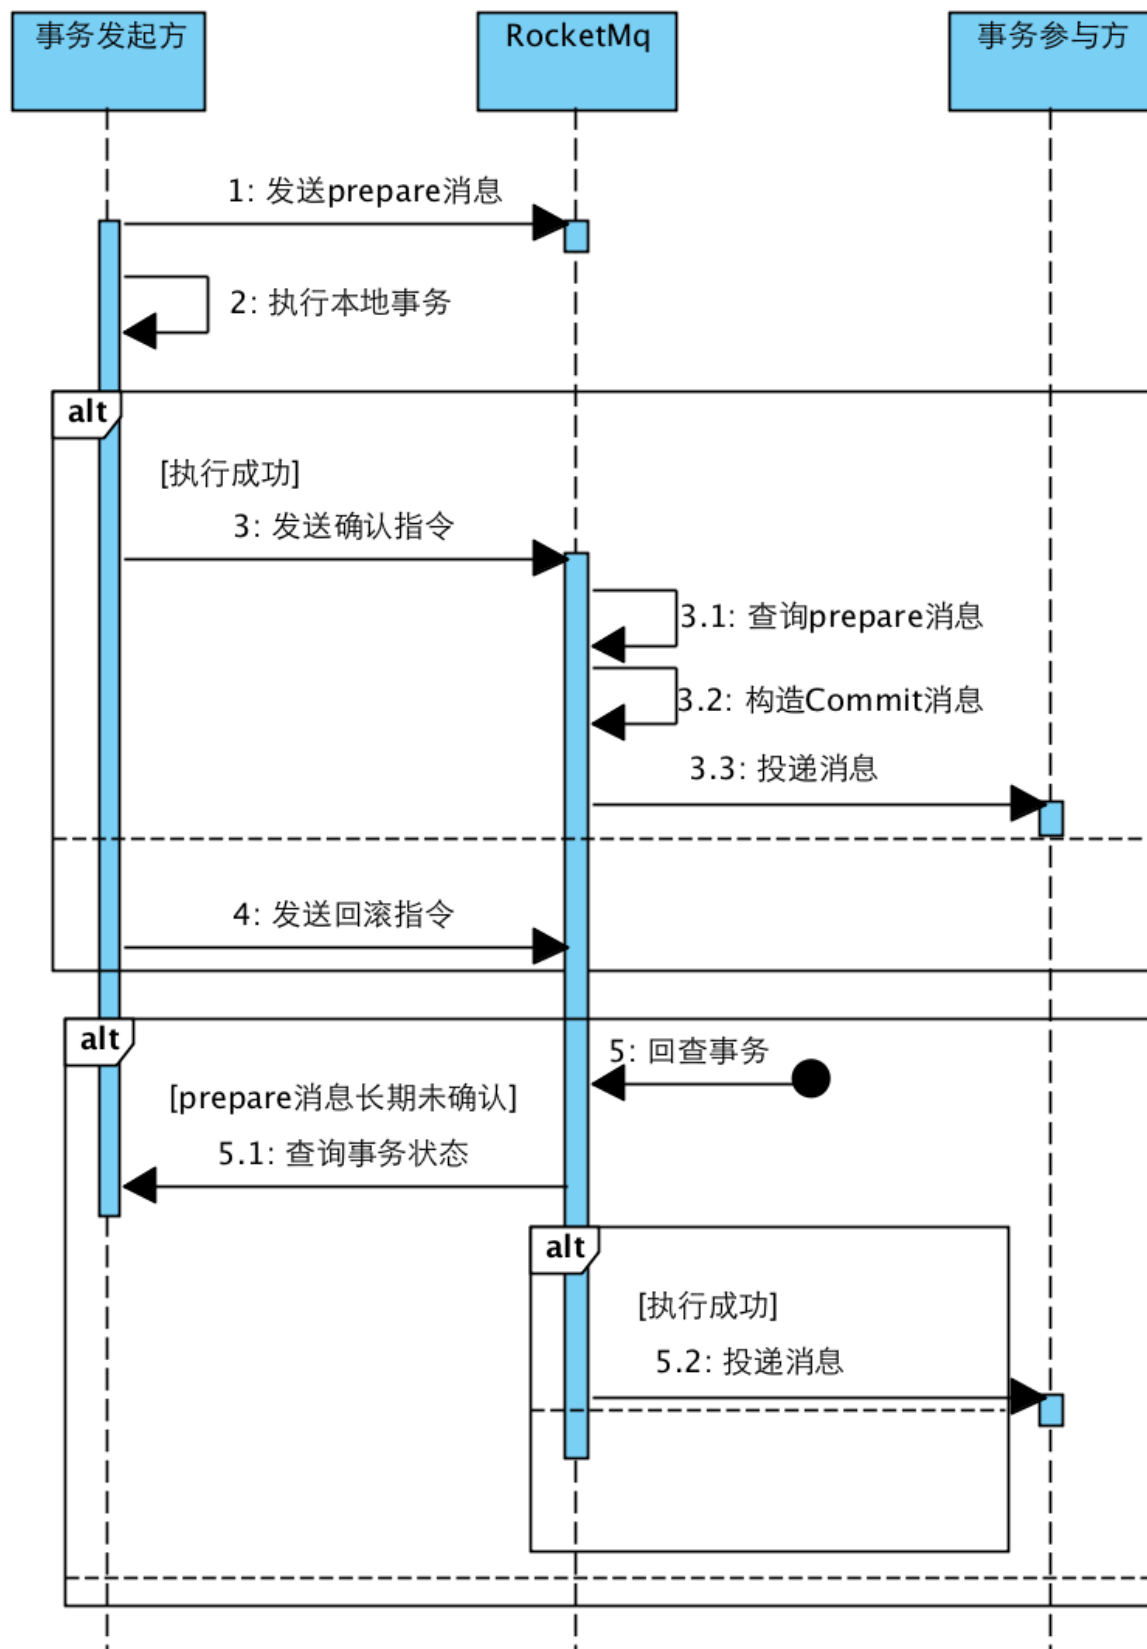 事务发起方
RocketMq
事务参与方
1: 发送prepare消息
2: 执行本地事务
alt
[执行成功]
3: 发送确认指令
3.1: 查询prepare消息
3.2: 构造Commit消息
3.3: 投递消息
4: 发送回滚指令
alt
5: 回查事务
[prepare消息长期未确认]
5.1: 查询事务状态
alt
[执行成功]
5.2: 投递消息